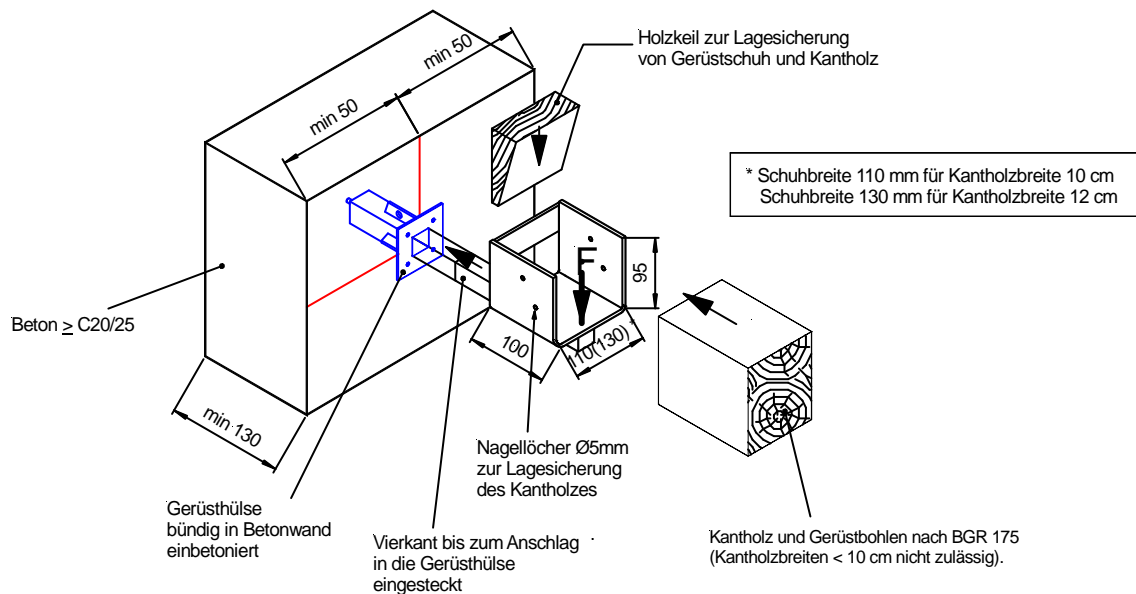 min 50
min 50
Holzkeil zur Lagesicherung
von Gerüstschuh und Kantholz
* Schuhbreite 110 mm für Kantholzbreite 10 cm
Schuhbreite 130 mm für Kantholzbreite 12 cm
F
95
Beton ≥ C20/25
100
110(130) *
min 130
Nagellöcher Ø5mm
zur Lagesicherung
des Kantholzes
Gerüsthülse
bündig in Betonwand
einbetoniert
Vierkant bis zum Anschlag
in die Gerüsthülse
eingesteckt
Kantholz und Gerüstbohlen nach BGR 175
(Kantholzbreiten < 10 cm nicht zulässig).